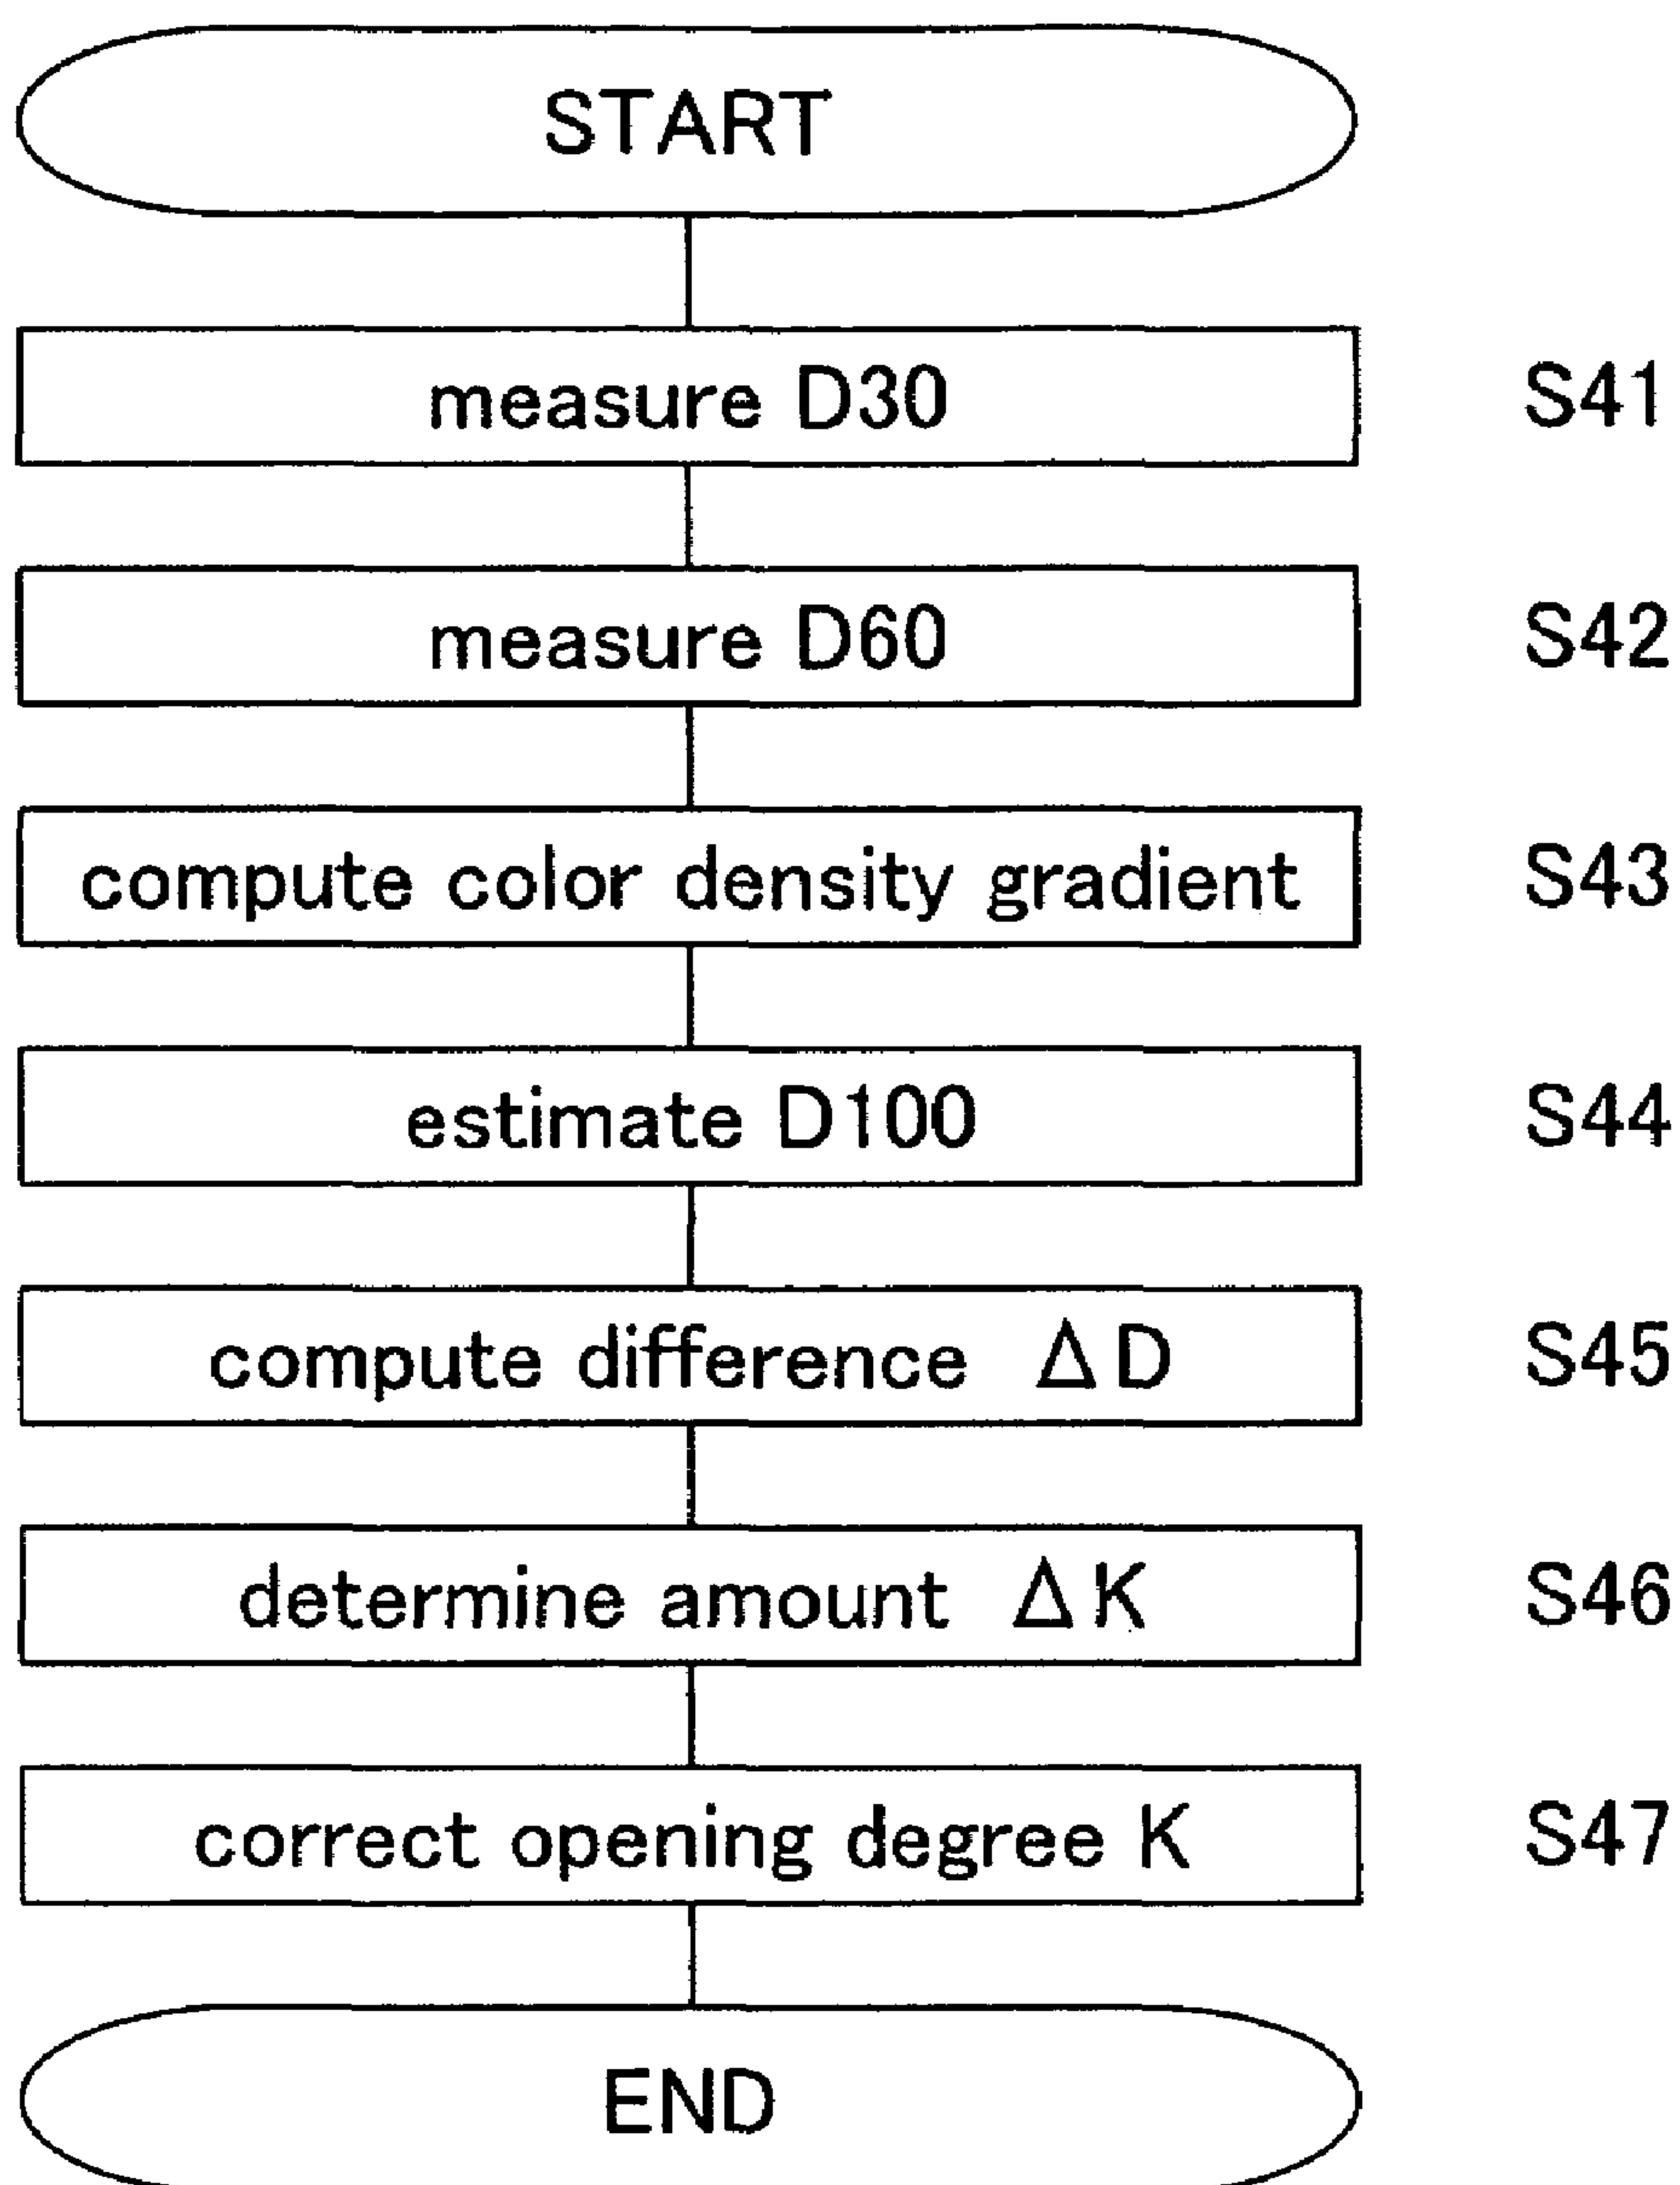 START
measure D30 S41
measure D60 S42
compute color density gradient S43
estimate D100 S44
compute difference ΔD S45
determine amount ΔK S46
correct opening degree K S47
END